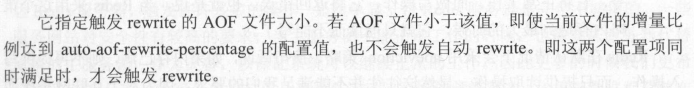 它指定触发 rewrite 的 AOF 文件大小。若 AOF 文件小于该值，即使当前文件的增量比
例达到 auto-aof-rewrite-percentage 的配置值，也不会触发自动 rewrite。即这两个配置项同
时满足时，才会触发 rewrite。